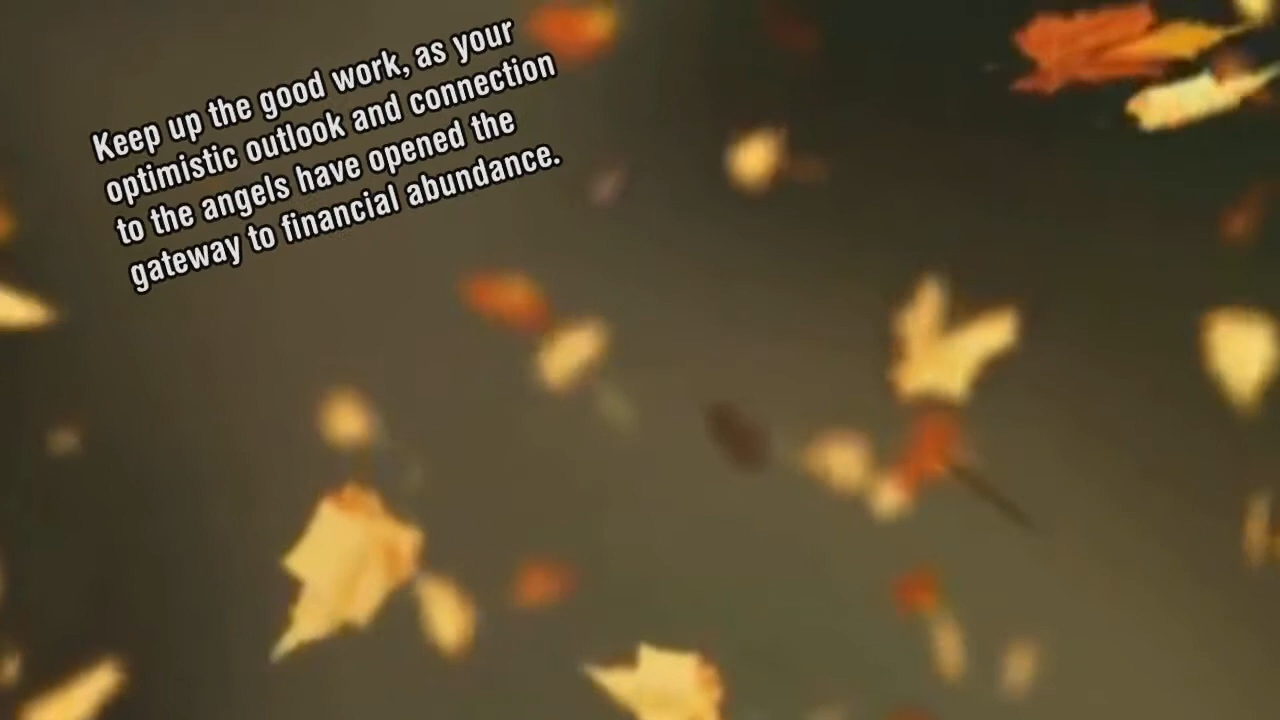 Keep up the good work, as your
optimistic outlook and connection
to the angels have opened the
gateway to financial abundance.